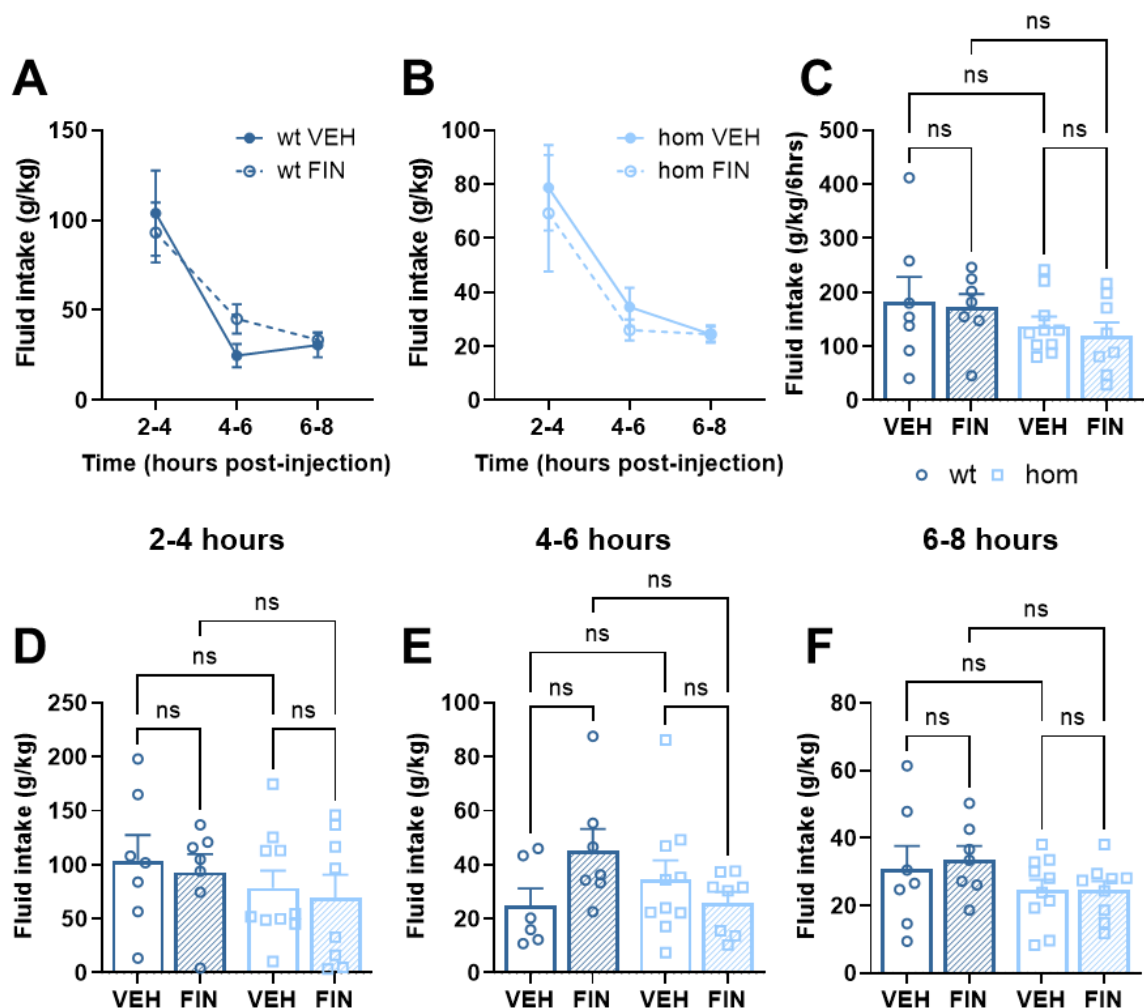 A
Fluid intake (g/kg)
150
100
50
0
wt VEH
wt FIN
2-4 4-6 6-8
Time (hours post-injection)
B
Fluid intake (g/kg)
100
80
60
40
20
0
hom VEH
hom FIN
2-4 4-6 6-8
Time (hours post-injection)
C
Fluid intake (g/kg/6hrs)
ns
ns
ns ns
500
400
300
200
100
0
VEH FIN VEH FIN
wt hom
2-4 hours
D
Fluid intake (g/kg)
ns
ns
ns ns
250
200
150
100
50
0
VEH FIN VEH FIN
4-6 hours
E
Fluid intake (g/kg)
ns
ns
ns ns
100
80
60
40
20
0
VEH FIN VEH FIN
6-8 hours
F
Fluid intake (g/kg)
ns
ns
ns ns
80
60
40
20
0
VEH FIN VEH FIN